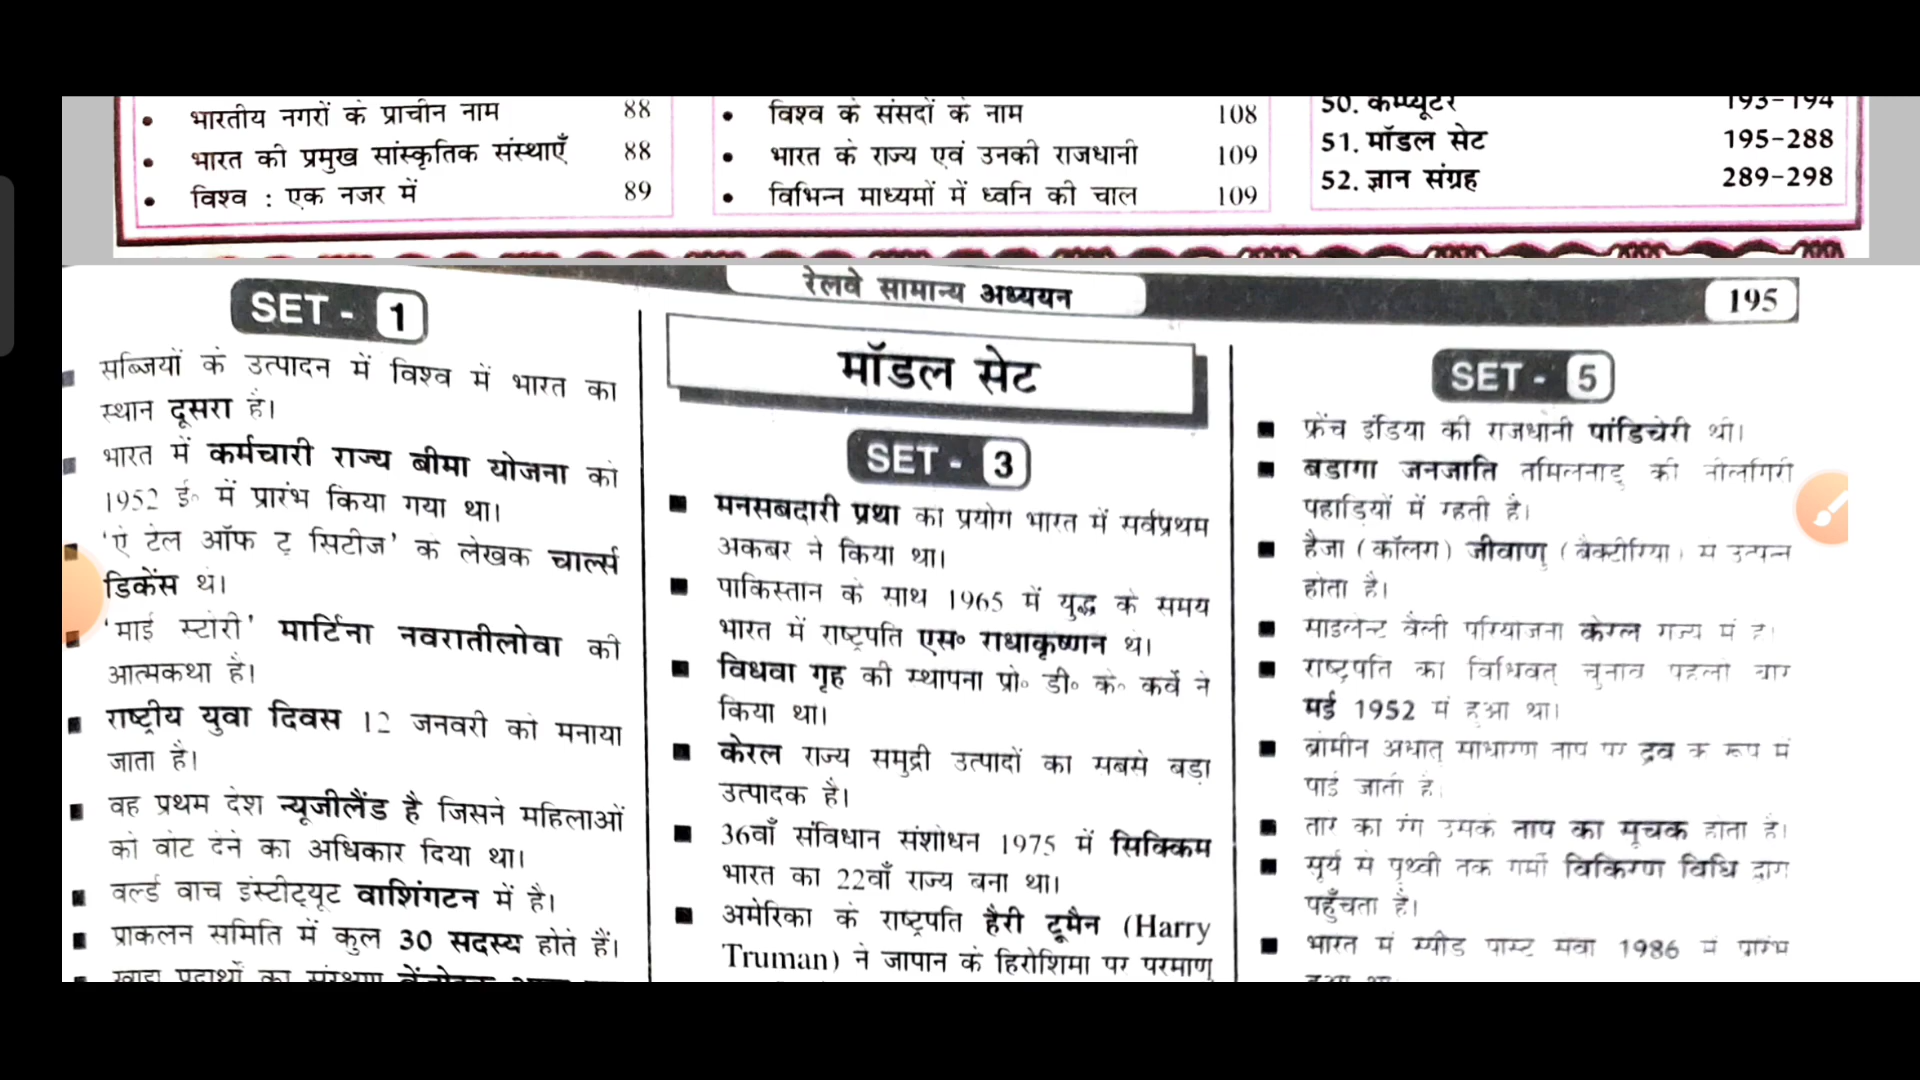 भारतीय नगरों के प्राचीन नाम 88
भारत की प्रमुख सांस्कृतिक संस्थाएँ 88
विश्व : एक नजर में 89
विश्व के संसदों के नाम 108
भारत के राज्य एवं उनकी राजधानी 109
विभिन्न माध्यमों में ध्वनि की चाल 109
50. कम्प्यूटर 193-194
51. मॉडल सेट 195-288
52. ज्ञान संग्रह 289-298
रेलवे सामान्य अध्ययन
195
SET - 1
सब्जियों के उत्पादन में विश्व में भारत का
स्थान दूसरा है।
भारत में कर्मचारी राज्य बीमा योजना को
1952 ई० में प्रारंभ किया गया था।
'ए टेल ऑफ टू सिटीज' के लेखक चार्ल्स
डिकेंस थे।
'माई स्टोरी' मार्टिना नवरातीलोवा की
आत्मकथा है।
राष्ट्रीय युवा दिवस 12 जनवरी को मनाया
जाता है।
वह प्रथम देश न्यूजीलैंड है जिसने महिलाओं
को वोट देने का अधिकार दिया था।
वर्ल्ड वाच इंस्टीट्यूट वाशिंगटन में है।
प्राकलन समिति में कुल 30 सदस्य होते हैं।
मॉडल सेट
SET - 3
मनसबदारी प्रथा का प्रयोग भारत में सर्वप्रथम
अकबर ने किया था।
पाकिस्तान के साथ 1965 में युद्ध के समय
भारत में राष्ट्रपति एस० राधाकृष्णन थे।
विधवा गृह की स्थापना प्रो० डी० के० कर्वे ने
किया था।
केरल राज्य समुद्री उत्पादों का सबसे बड़ा
उत्पादक है।
36वाँ संविधान संशोधन 1975 में सिक्किम
भारत का 22वाँ राज्य बना था।
अमेरिका के राष्ट्रपति हैरी ट्रूमैन (Harry
Truman) ने जापान के हिरोशिमा पर परमाणु
SET - 5
फ्रेंच इंडिया की राजधानी पांडिचेरी थी।
बडागा जनजाति तमिलनाडु की नीलगिरी
पहाड़ियों में रहती है।
हैजा (कॉलरा) जीवाणु (बैक्टीरिया) से उत्पन्न
होता है।
साइलेन्ट वैली परियोजना केरल राज्य में है।
राष्ट्रपति का विधिवत् चुनाव पहली बार
मई 1952 में हुआ था।
ब्रोमीन अर्थात् साधारण ताप पर द्रव के रूप में
पाई जाती है।
तारे का रंग उसके ताप का सूचक होता है।
सूर्य से पृथ्वी तक गर्मी विकिरण विधि द्वारा
पहुँचता है।
भारत में स्पीड पोस्ट सेवा 1986 में प्रारंभ